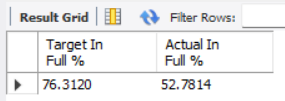 Result Grid Filter Rows:
Target In Actual In
Full % Full %
76.3120 52.7814